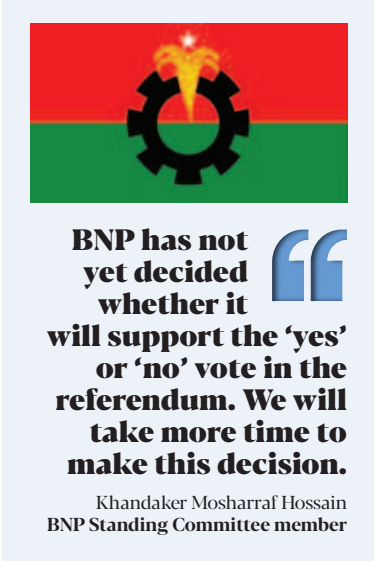 BNP has not
yet decided
whether it
will support the ‘yes’
or ‘no’ vote in the
referendum. We will
take more time to
make this decision.
Khandaker Mosharraf Hossain
BNP Standing Committee member